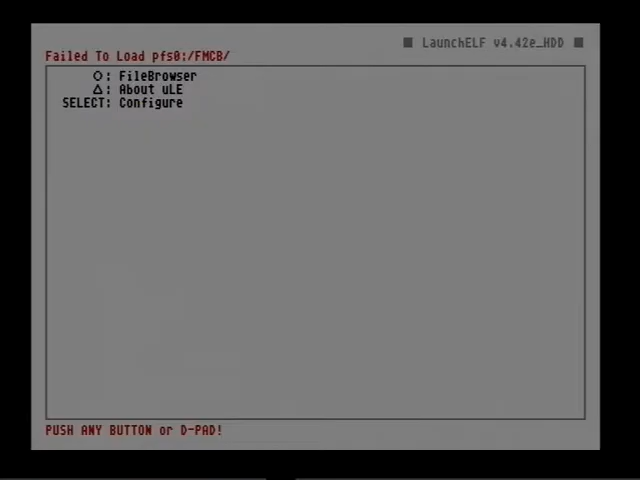 ■ LaunchELF v4.42e_HDD ■
Failed To Load pfs0:/FMCB/
○: FileBrowser
△: About uLE
SELECT: Configure
PUSH ANY BUTTON or D-PAD!